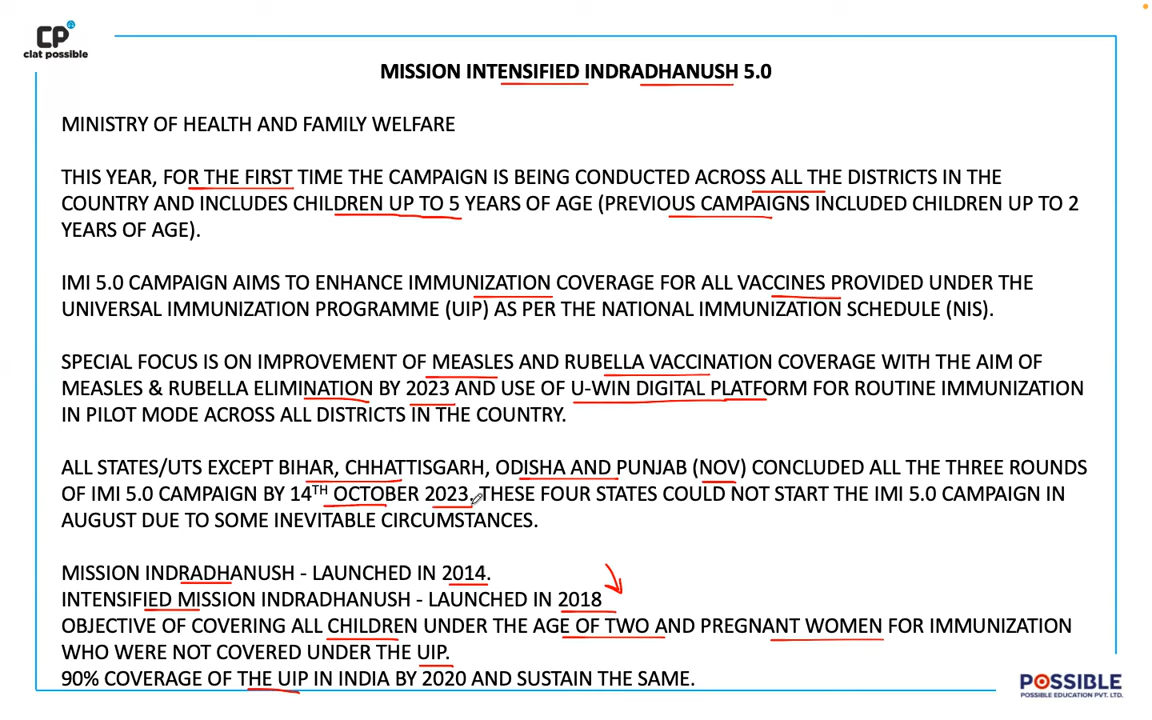 CP
clat possible
MISSION INTENSIFIED INDRADHANUSH 5.0
MINISTRY OF HEALTH AND FAMILY WELFARE
THIS YEAR, FOR THE FIRST TIME THE CAMPAIGN IS BEING CONDUCTED ACROSS ALL THE DISTRICTS IN THE
COUNTRY AND INCLUDES CHILDREN UP TO 5 YEARS OF AGE (PREVIOUS CAMPAIGNS INCLUDED CHILDREN UP TO 2
YEARS OF AGE).
IMI 5.0 CAMPAIGN AIMS TO ENHANCE IMMUNIZATION COVERAGE FOR ALL VACCINES PROVIDED UNDER THE
UNIVERSAL IMMUNIZATION PROGRAMME (UIP) AS PER THE NATIONAL IMMUNIZATION SCHEDULE (NIS).
SPECIAL FOCUS IS ON IMPROVEMENT OF MEASLES AND RUBELLA VACCINATION COVERAGE WITH THE AIM OF
MEASLES & RUBELLA ELIMINATION BY 2023 AND USE OF U-WIN DIGITAL PLATFORM FOR ROUTINE IMMUNIZATION
IN PILOT MODE ACROSS ALL DISTRICTS IN THE COUNTRY.
ALL STATES/UTS EXCEPT BIHAR, CHHATTISGARH, ODISHA AND PUNJAB (NOV) CONCLUDED ALL THE THREE ROUNDS
OF IMI 5.0 CAMPAIGN BY 14TH OCTOBER 2023. THESE FOUR STATES COULD NOT START THE IMI 5.0 CAMPAIGN IN
AUGUST DUE TO SOME INEVITABLE CIRCUMSTANCES.
MISSION INDRADHANUSH - LAUNCHED IN 2014.
INTENSIFIED MISSION INDRADHANUSH - LAUNCHED IN 2018
OBJECTIVE OF COVERING ALL CHILDREN UNDER THE AGE OF TWO AND PREGNANT WOMEN FOR IMMUNIZATION
WHO WERE NOT COVERED UNDER THE UIP.
90% COVERAGE OF THE UIP IN INDIA BY 2020 AND SUSTAIN THE SAME.
POSSIBLE
POSSIBLE EDUCATION PVT. LTD.